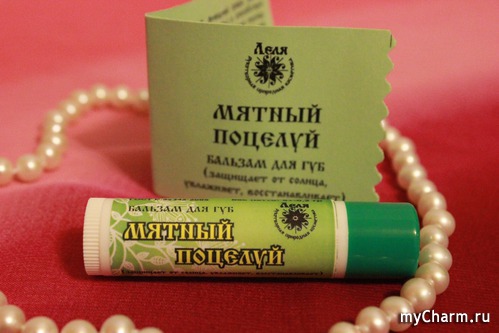 Леля
МЯТНЫЙ
ПОЦЕЛУЙ
БАЛЬЗАМ ДЛЯ ГУБ
(ЗАЩИЩАЕТ ОТ СОЛНЦА,
УВЛАЖНЯЕТ, ВОССТАНАВЛИВАЕТ)
БАЛЬЗАМ ДЛЯ ГУБ
МЯТНЫЙ
ПОЦЕЛУЙ
Леля
myCharm.ru